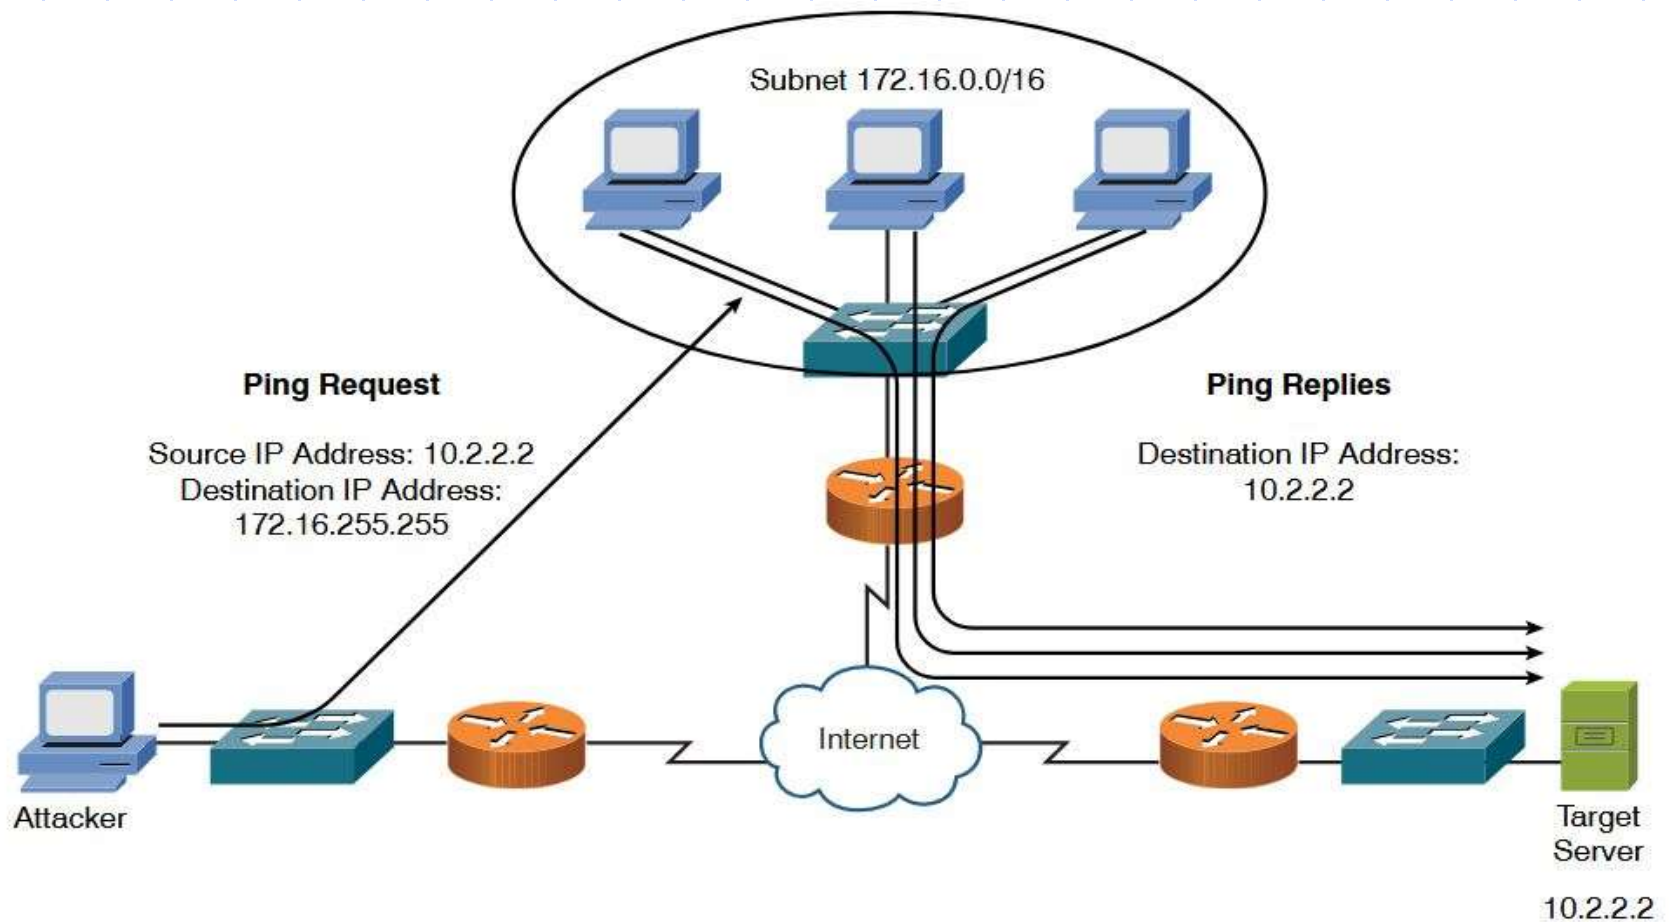 Subnet 172.16.0.0/16
Ping Request
Source IP Address: 10.2.2.2
Destination IP Address:
172.16.255.255
Ping Replies
Destination IP Address:
10.2.2.2
Internet
Attacker
Target
Server
10.2.2.2